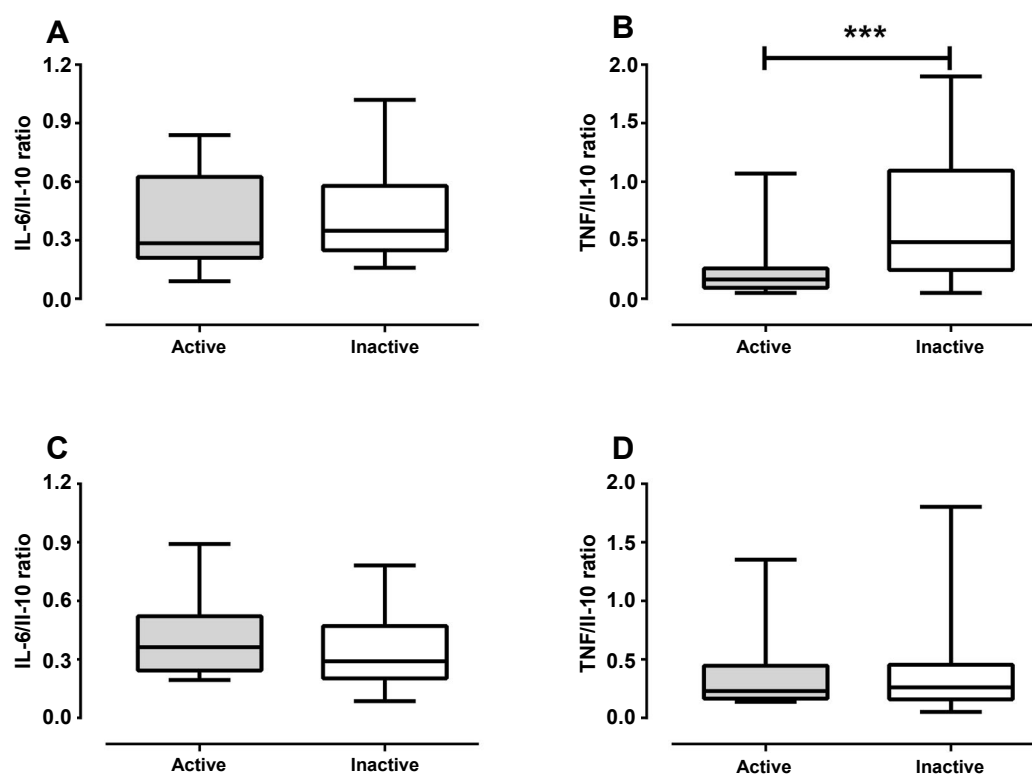 A
IL-6/Il-10 ratio
1.2
0.9
0.6
0.3
0.0
Active Inactive
B
***
TNF/Il-10 ratio
2.0
1.5
1.0
0.5
0.0
Active Inactive
C
IL-6/Il-10 ratio
1.2
0.9
0.6
0.3
0.0
Active Inactive
D
TNF/Il-10 ratio
2.0
1.5
1.0
0.5
0.0
Active Inactive